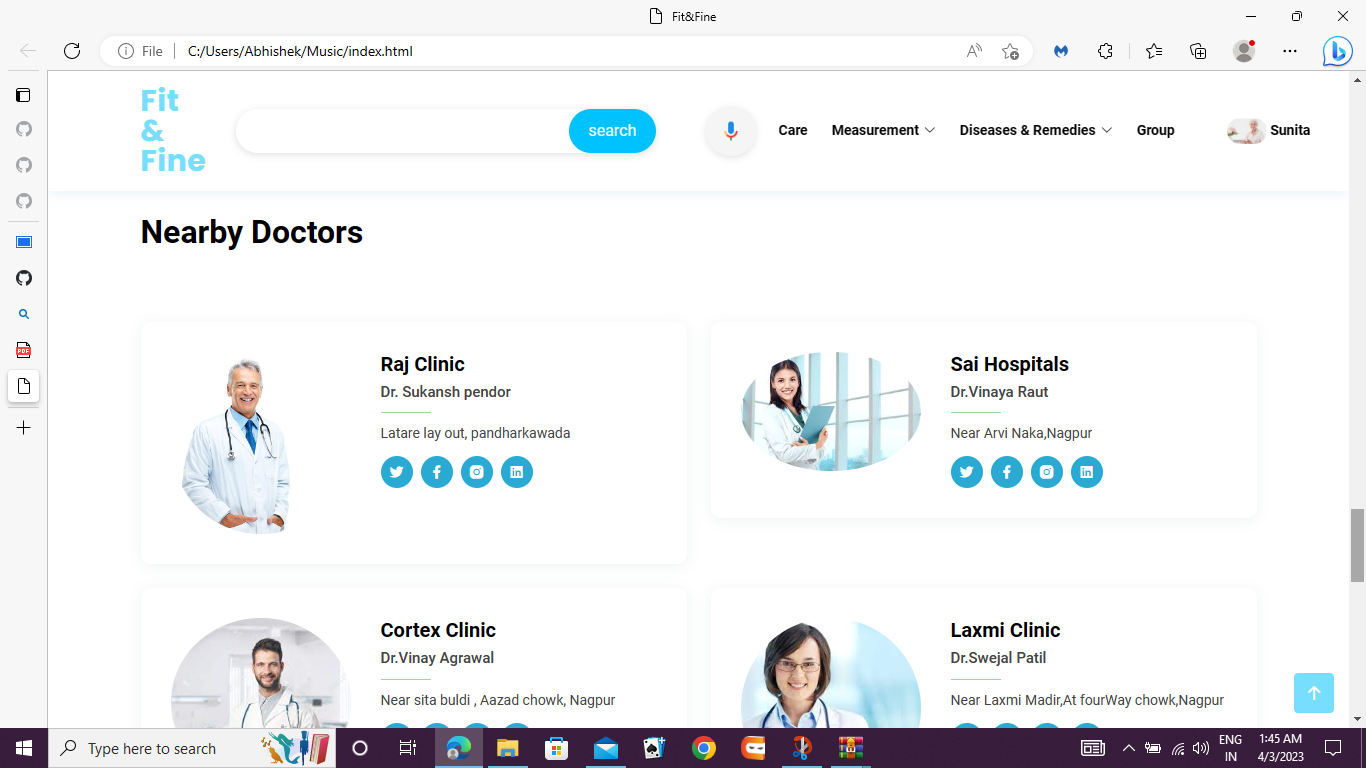 Fit&Fine
File
C:/Users/Abhishek/Music/index.html
Fit
&
Fine
search
Care
Measurement
Diseases & Remedies
Group
Sunita
Nearby Doctors
Raj Clinic
Dr. Sukansh pendor
Latare lay out, pandharkawada
Sai Hospitals
Dr.Vinaya Raut
Near Arvi Naka,Nagpur
Cortex Clinic
Dr.Vinay Agrawal
Near sita buldi , Aazad chowk, Nagpur
Laxmi Clinic
Dr.Swejal Patil
Near Laxmi Madir,At fourWay chowk,Nagpur
PDF
Type here to search
ENG
IN
1:45 AM
4/3/2023